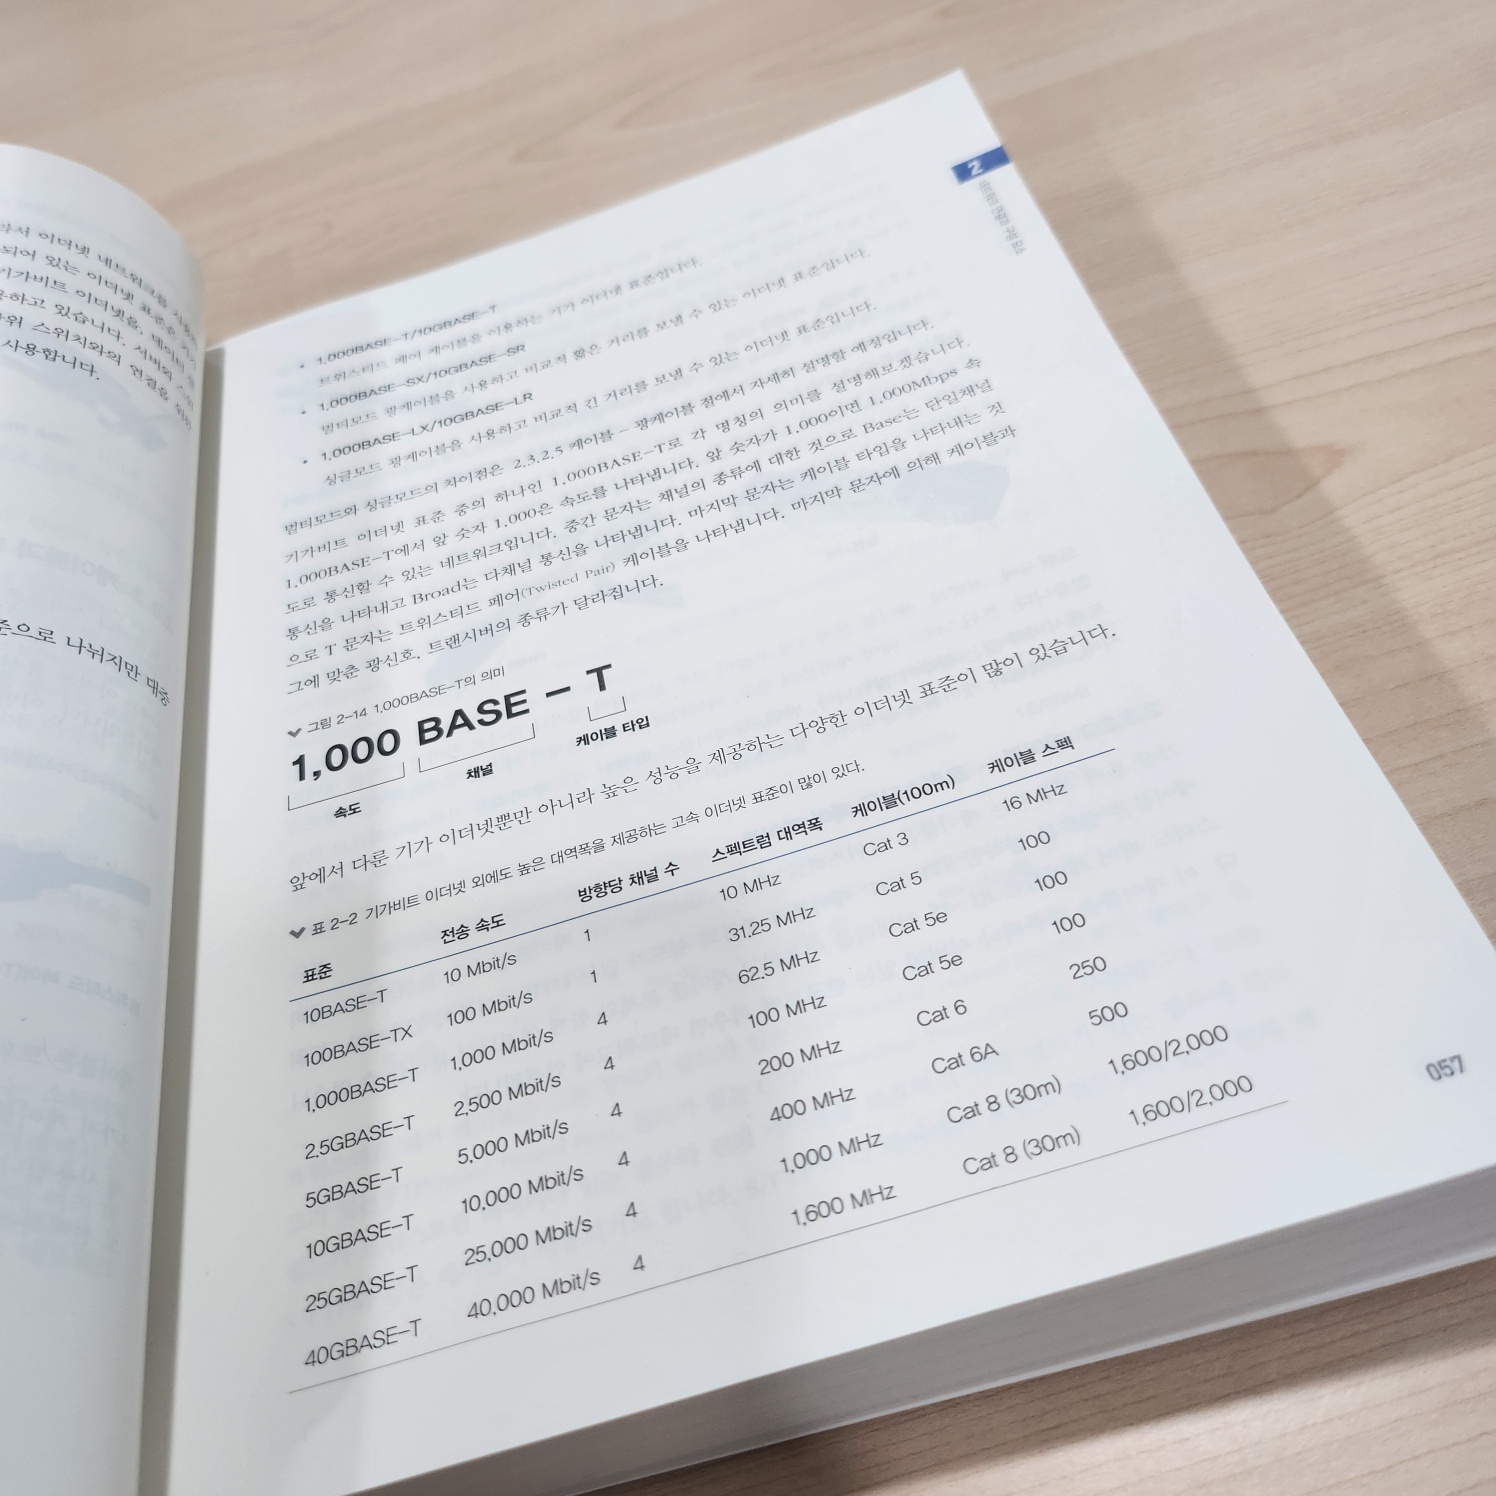 라서 이더넷 네트워크를
되어 있는 이더넷 표준은
기가비트 이더넷을, 데이터
하고 있습니다. 서버와
위 스위치와의 연결을 위해
사용합니다.
준으로 나뉘지만 대중
2
• 1,000BASE-T/10GBASE-T
트위스티드 페어 케이블을 이용하는 기가 이더넷 표준입니다.
• 1,000BASE-SX/10GBASE-SR
멀티모드 광케이블을 사용하고 비교적 짧은 거리를 보낼 수 있는 이더넷 표준입니다.
• 1,000BASE-LX/10GBASE-LR
싱글모드 광케이블을 사용하고 비교적 긴 거리를 보낼 수 있는 이더넷 표준입니다.
멀티모드와 싱글모드의 차이점은 2.3.2.5 케이블 - 광케이블 절에서 자세히 설명할 예정입니다.
기가비트 이더넷 표준 중의 하나인 1,000BASE-T로 각 명칭의 의미를 설명해보겠습니다.
1,000BASE-T에서 앞 숫자 1,000은 속도를 나타냅니다. 앞 숫자가 1,000이면 1,000Mbps 속
도로 통신할 수 있는 네트워크입니다. 중간 문자는 채널의 종류에 대한 것으로 Base는 단일채널
통신을 나타내고 Broad는 다채널 통신을 나타냅니다. 마지막 문자는 케이블 타입을 나타내는 것
으로 T 문자는 트위스티드 페어(Twisted Pair) 케이블을 나타냅니다. 마지막 문자에 의해 케이블과
그에 맞춘 광신호, 트랜시버의 종류가 달라집니다.
그림 2-14 1,000BASE-T의 의미
1,000 BASE - T
속도 채널 케이블 타입
앞에서 다룬 기가 이더넷뿐만 아니라 높은 성능을 제공하는 다양한 이더넷 표준이 많이 있습니다.
표 2-2 기가비트 이더넷 외에도 높은 대역폭을 제공하는 고속 이더넷 표준이 많이 있다.
표준 전송 속도 방향당 채널 수 스펙트럼 대역폭 케이블(100m) 케이블 스펙
10BASE-T 10 Mbit/s 1 10 MHz Cat 3 16 MHz
100BASE-TX 100 Mbit/s 1 31.25 MHz Cat 5 100
1,000BASE-T 1,000 Mbit/s 4 62.5 MHz Cat 5e 100
2.5GBASE-T 2,500 Mbit/s 4 100 MHz Cat 5e 100
5GBASE-T 5,000 Mbit/s 4 200 MHz Cat 6 250
10GBASE-T 10,000 Mbit/s 4 400 MHz Cat 6A 500
25GBASE-T 25,000 Mbit/s 4 1,000 MHz Cat 8 (30m) 1,600/2,000
40GBASE-T 40,000 Mbit/s 4 1,600 MHz Cat 8 (30m) 1,600/2,000
057